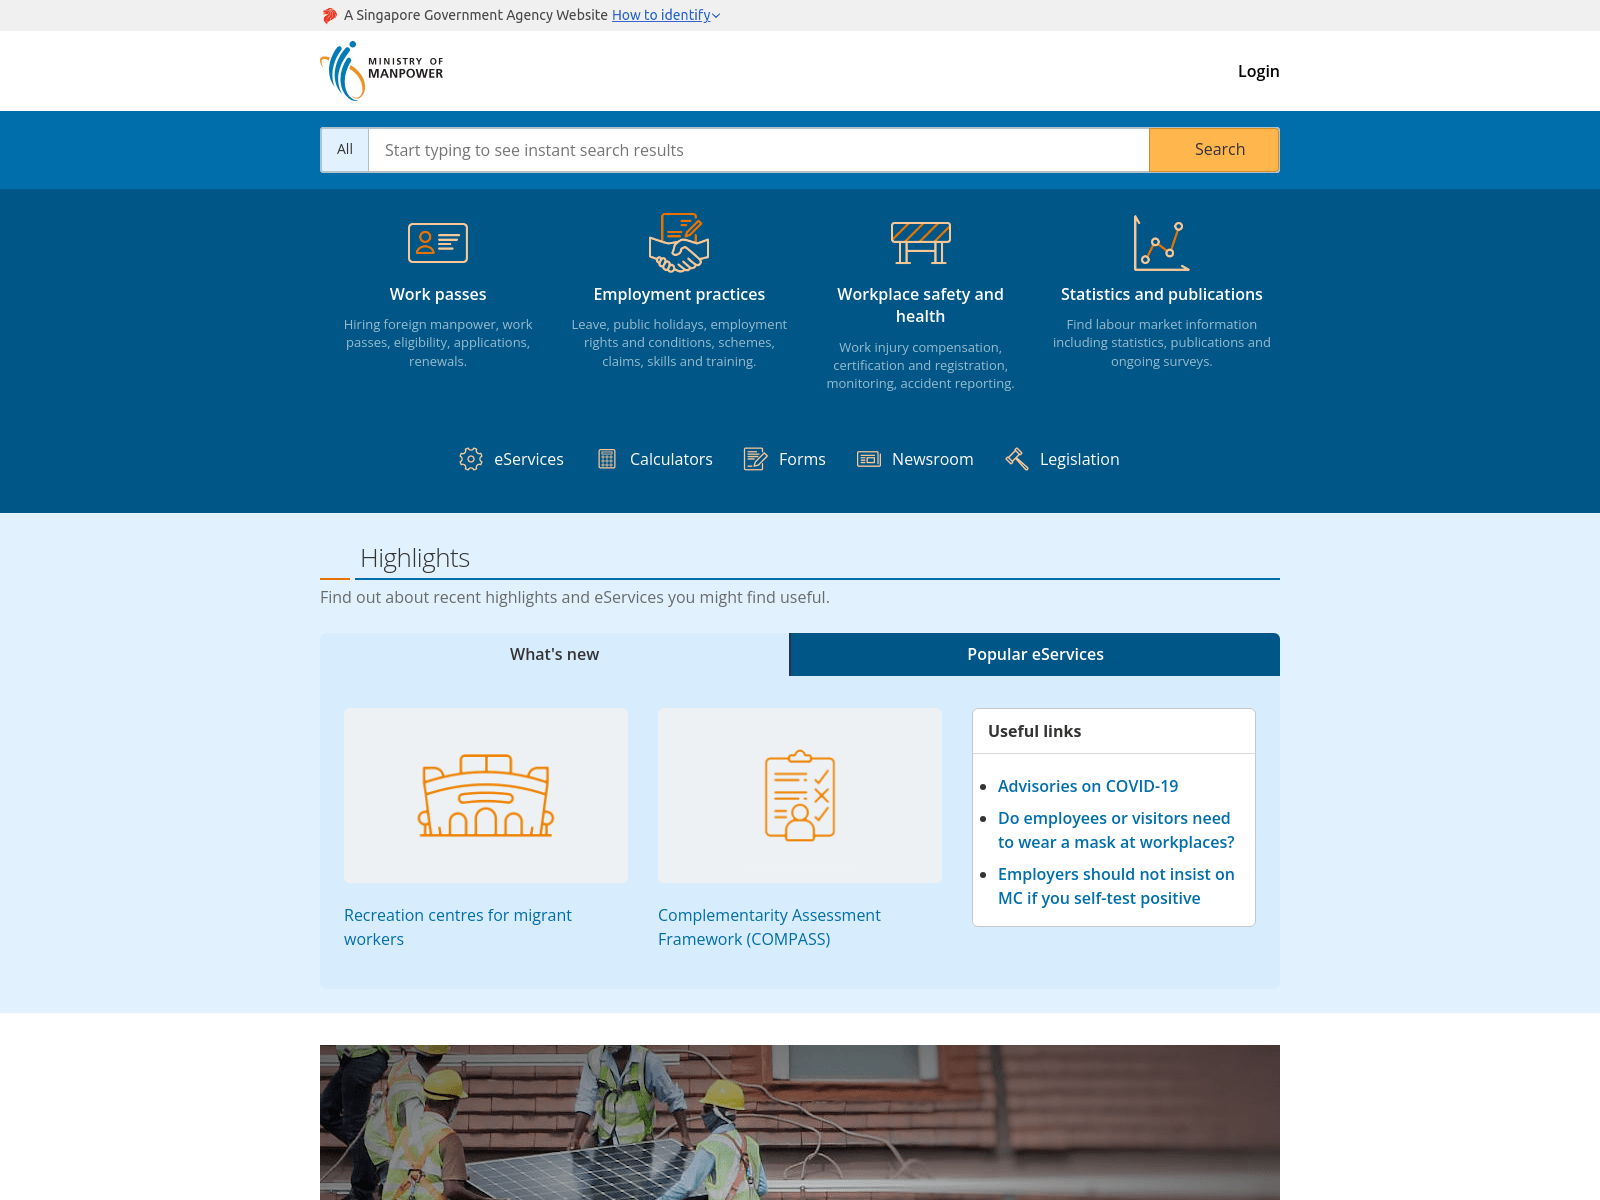 A Singapore Government Agency Website How to identify
MINISTRY OF
MANPOWER
Login
All
Start typing to see instant search results
Search
Work passes
Hiring foreign manpower, work
passes, eligibility, applications,
renewals.
Employment practices
Leave, public holidays, employment
rights and conditions, schemes,
claims, skills and training.
Workplace safety and
health
Work injury compensation,
certification and registration,
monitoring, accident reporting.
Statistics and publications
Find labour market information
including statistics, publications and
ongoing surveys.
eServices
Calculators
Forms
Newsroom
Legislation
Highlights
Find out about recent highlights and eServices you might find useful.
What's new
Popular eServices
Recreation centres for migrant
workers
Complementarity Assessment
Framework (COMPASS)
Useful links
Advisories on COVID-19
Do employees or visitors need
to wear a mask at workplaces?
Employers should not insist on
MC if you self-test positive